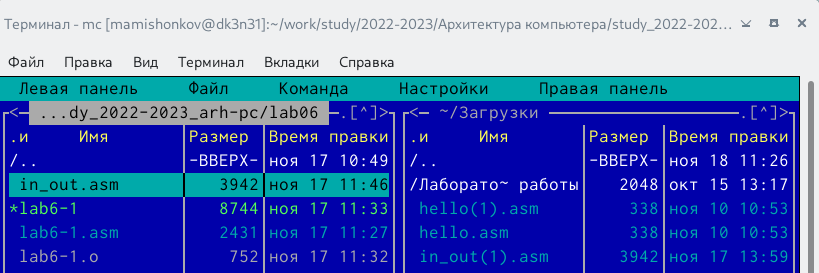 Терминал - mc [mamishonkov@dk3n31]:~/work/study/2022-2023/Архитектура компьютера/study_2022-202...
Файл Правка Вид Терминал Вкладки Справка
Левая панель Файл Команда Настройки Правая панель
<— ...dy_2022-2023_arh-pc/lab06 .[^]> <— ~/Загрузки .[^]>
.и Имя Размер Время правки .и Имя Размер Время правки
/.. -ВВЕРХ- ноя 17 10:49 /.. -ВВЕРХ- ноя 18 11:26
in_out.asm 3942 ноя 17 11:46 /Лаборато~ работы 2048 окт 15 13:17
*lab6-1 8744 ноя 17 11:33 hello(1).asm 338 ноя 10 10:53
lab6-1.asm 2431 ноя 17 11:27 hello.asm 338 ноя 10 10:53
lab6-1.o 752 ноя 17 11:32 in_out(1).asm 3942 ноя 17 13:59